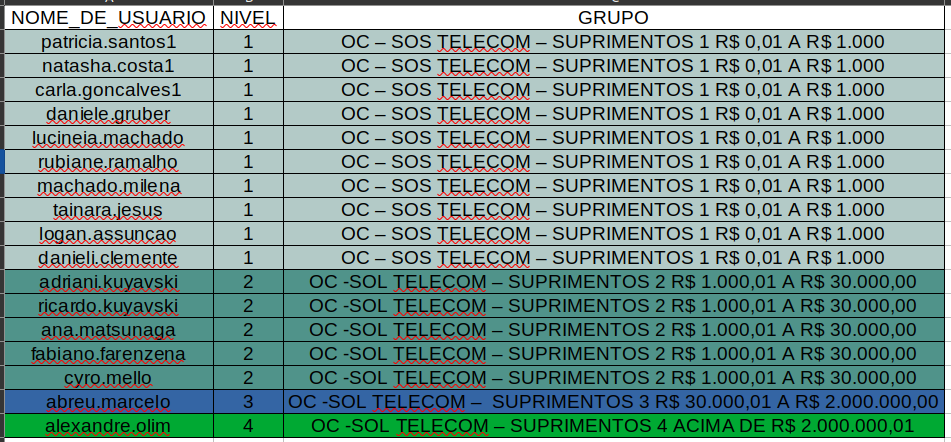 NOME_DE_USUARIO NIVEL GRUPO
patricia.santos1 1 OC – SOS TELECOM – SUPRIMENTOS 1 R$ 0,01 A R$ 1.000
natasha.costa1 1 OC – SOS TELECOM – SUPRIMENTOS 1 R$ 0,01 A R$ 1.000
carla.goncalves1 1 OC – SOS TELECOM – SUPRIMENTOS 1 R$ 0,01 A R$ 1.000
daniele.gruber 1 OC – SOS TELECOM – SUPRIMENTOS 1 R$ 0,01 A R$ 1.000
lucineia.machado 1 OC – SOS TELECOM – SUPRIMENTOS 1 R$ 0,01 A R$ 1.000
rubiane.ramalho 1 OC – SOS TELECOM – SUPRIMENTOS 1 R$ 0,01 A R$ 1.000
machado.milena 1 OC – SOS TELECOM – SUPRIMENTOS 1 R$ 0,01 A R$ 1.000
tainara.jesus 1 OC – SOS TELECOM – SUPRIMENTOS 1 R$ 0,01 A R$ 1.000
logan.assuncao 1 OC – SOS TELECOM – SUPRIMENTOS 1 R$ 0,01 A R$ 1.000
danieli.clemente 1 OC – SOS TELECOM – SUPRIMENTOS 1 R$ 0,01 A R$ 1.000
adriani.kuyavski 2 OC -SOL TELECOM – SUPRIMENTOS 2 R$ 1.000,01 A R$ 30.000,00
ricardo.kuyavski 2 OC -SOL TELECOM – SUPRIMENTOS 2 R$ 1.000,01 A R$ 30.000,00
ana.matsunaga 2 OC -SOL TELECOM – SUPRIMENTOS 2 R$ 1.000,01 A R$ 30.000,00
fabiano.farenzena 2 OC -SOL TELECOM – SUPRIMENTOS 2 R$ 1.000,01 A R$ 30.000,00
cyro.mello 2 OC -SOL TELECOM – SUPRIMENTOS 2 R$ 1.000,01 A R$ 30.000,00
abreu.marcelo 3 OC -SOL TELECOM –  SUPRIMENTOS 3 R$ 30.000,01 A R$ 2.000.000,00
alexandre.olim 4 OC -SOL TELECOM – SUPRIMENTOS 4 ACIMA DE R$ 2.000.000,01